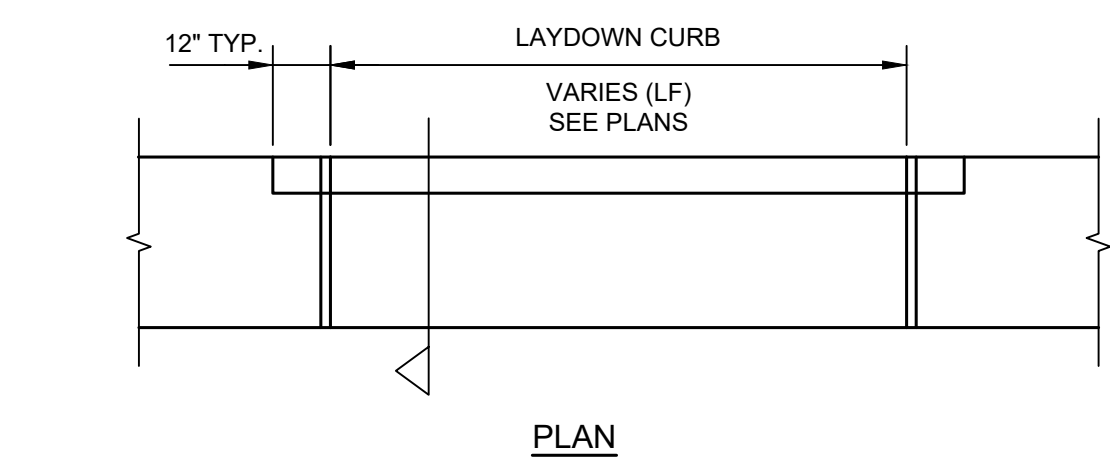 12" TYP.
LAYDOWN CURB
VARIES (LF)
SEE PLANS
PLAN